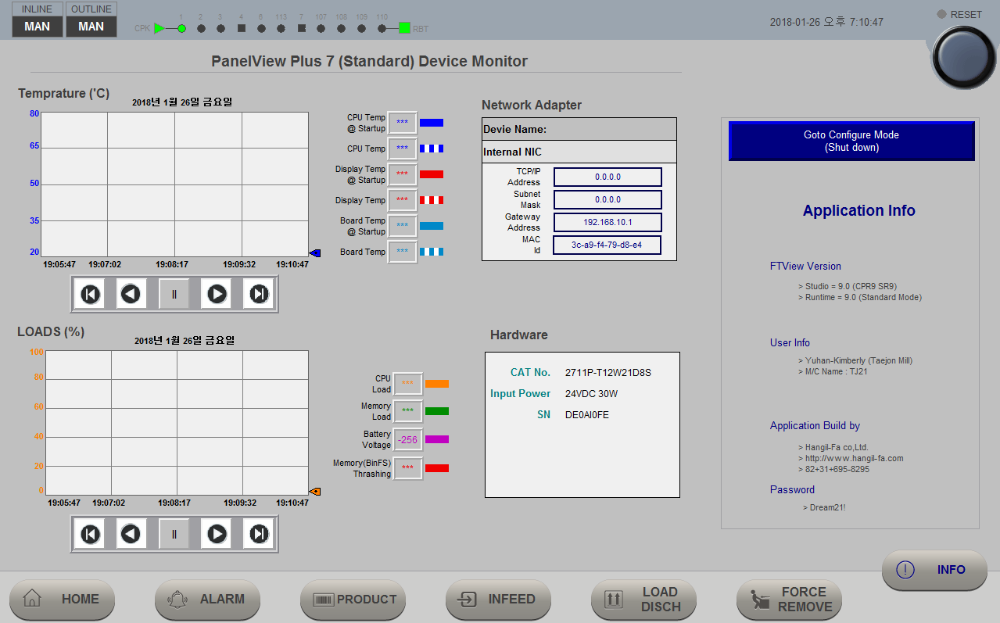 INLINE
MAN
OUTLINE
MAN
CPK
1 2 3 4 6 113 7 107 108 109 110
RBT
2018-01-26 오후 7:10:47
RESET
PanelView Plus 7 (Standard) Device Monitor
Temprature ('C)
2018년 1월 26일 금요일
80
65
50
35
20
19:05:47 19:07:02 19:08:17 19:09:32 19:10:47
CPU Temp
@ Startup
***
CPU Temp
***
Display Temp
@ Startup
***
Display Temp
***
Board Temp
@ Startup
***
Board Temp
***
II
Network Adapter
Devie Name:
Internal NIC
TCP/IP
Address
0.0.0.0
Subnet
Mask
0.0.0.0
Gateway
Address
192.168.10.1
MAC
Id
3c-a9-f4-79-d8-e4
LOADS (%)
2018년 1월 26일 금요일
100
80
60
40
20
0
19:05:47 19:07:02 19:08:17 19:09:32 19:10:47
CPU
Load
***
Memory
Load
***
Battery
Voltage
-256
Memory(BinFS)
Thrashing
***
II
Hardware
CAT No. 2711P-T12W21D8S
Input Power 24VDC 30W
SN DE0AI0FE
Goto Configure Mode
(Shut down)
Application Info
FTView Version
> Studio = 9.0 (CPR9 SR9)
> Runtime = 9.0 (Standard Mode)
User Info
> Yuhan-Kimberly (Taejon Mill)
> M/C Name : TJ21
Application Build by
> Hangil-Fa co,Ltd.
> http://www.hangil-fa.com
> 82+31+695-8295
Password
> Dream21!
INFO
HOME
ALARM
PRODUCT
INFEED
LOAD
DISCH
FORCE
REMOVE